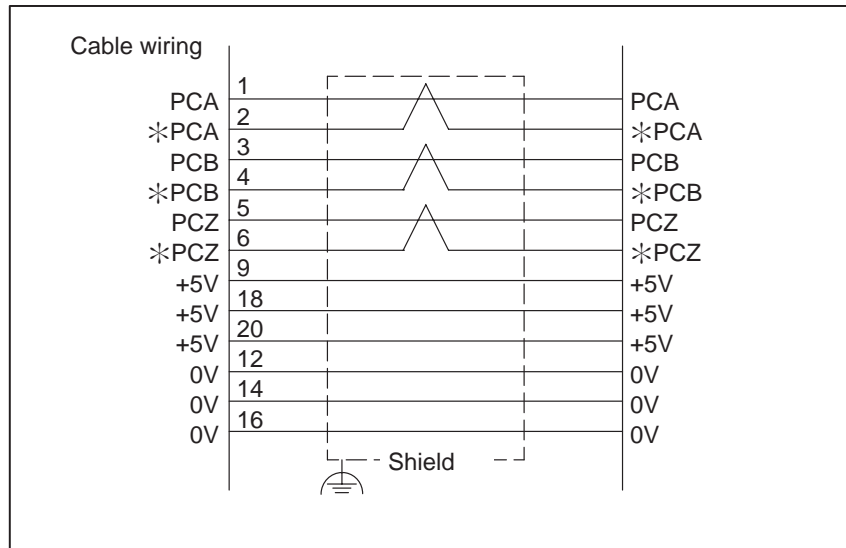 Cable wiring
PCA 1 PCA
∗PCA 2 ∗PCA
PCB 3 PCB
∗PCB 4 ∗PCB
PCZ 5 PCZ
∗PCZ 6 ∗PCZ
+5V 9 +5V
+5V 18 +5V
+5V 20 +5V
0V 12 0V
0V 14 0V
0V 16 0V
Shield